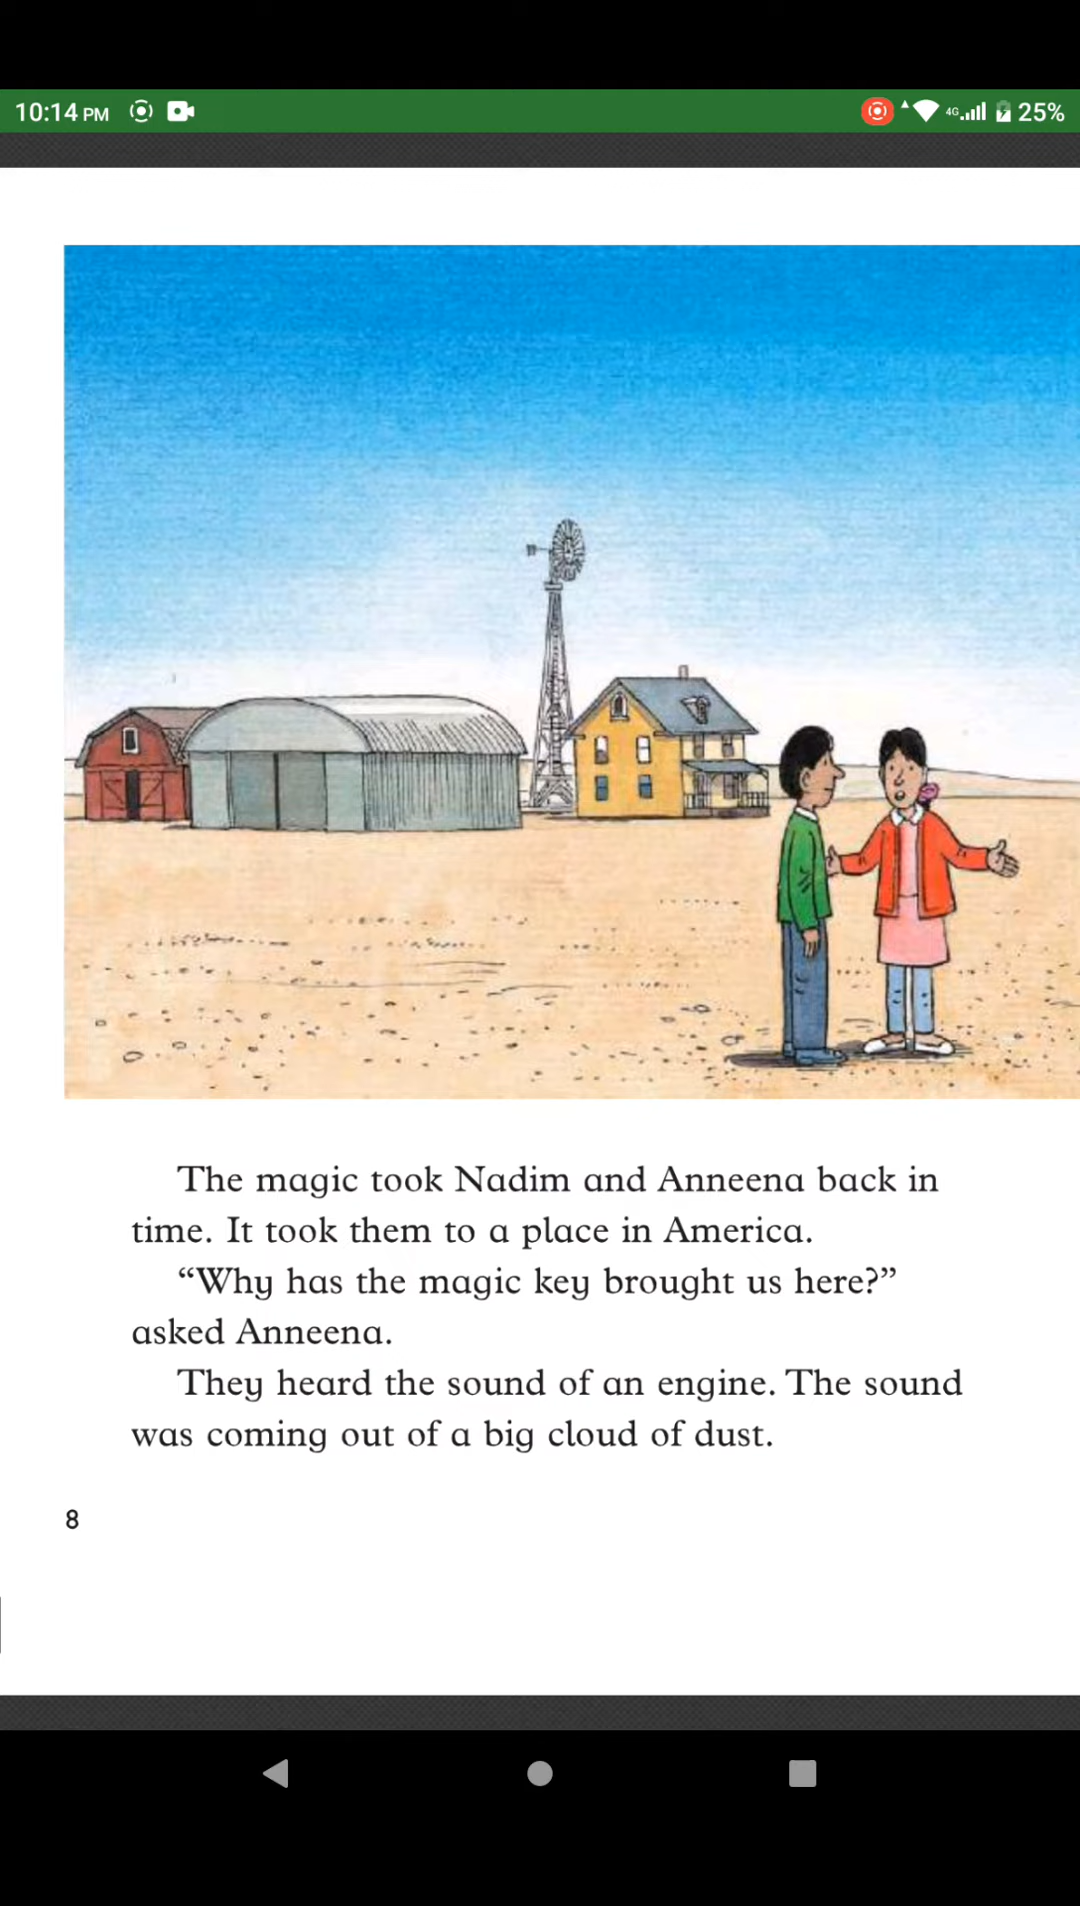 10:14 PM
4G 25%
The magic took Nadim and Anneena back in
time. It took them to a place in America.
“Why has the magic key brought us here?”
asked Anneena.
They heard the sound of an engine. The sound
was coming out of a big cloud of dust.
8